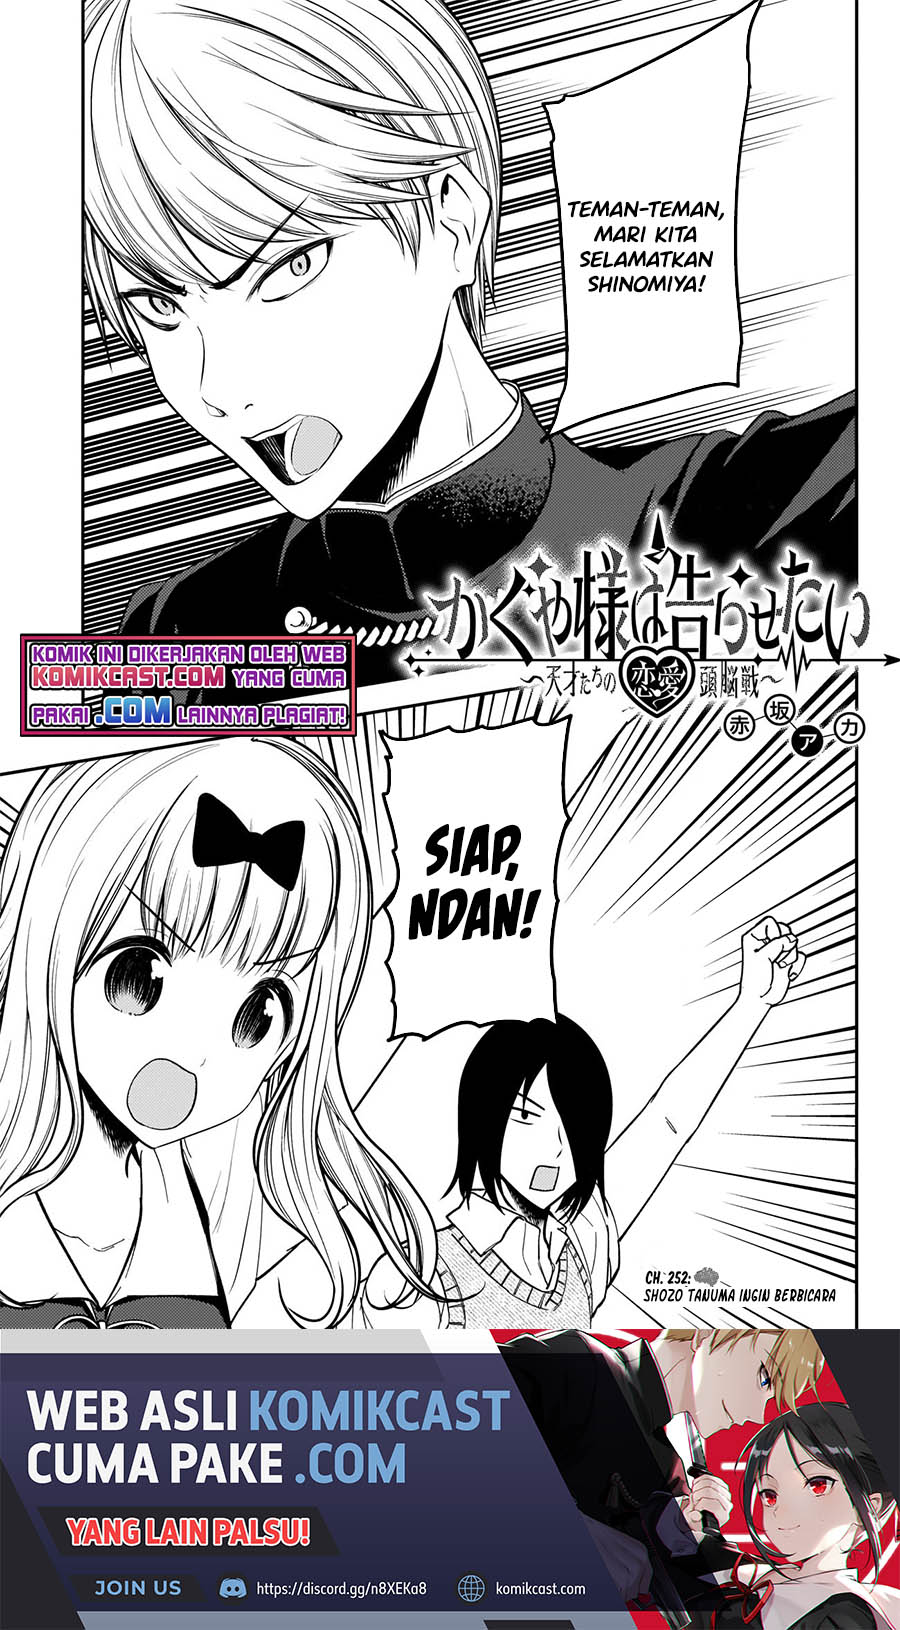 TEMAN-TEMAN,
MARI KITA
SELAMATKAN
SHINOMIYA!
かぐや様は告らせたい
~天才たちの恋愛頭脳戦~
赤坂アカ
KOMIK INI DIKERJAKAN OLEH WEB
KOMIKCAST.COM YANG CUMA
PAKAI .COM LAINNYA PLAGIAT!
SIAP,
NDAN!
CH. 252:
SHOZO TANUMA INGIN BERBICARA
WEB ASLI KOMIKCAST
CUMA PAKE .COM
YANG LAIN PALSU!
JOIN US https://discord.gg/n8XEKa8 komikcast.com